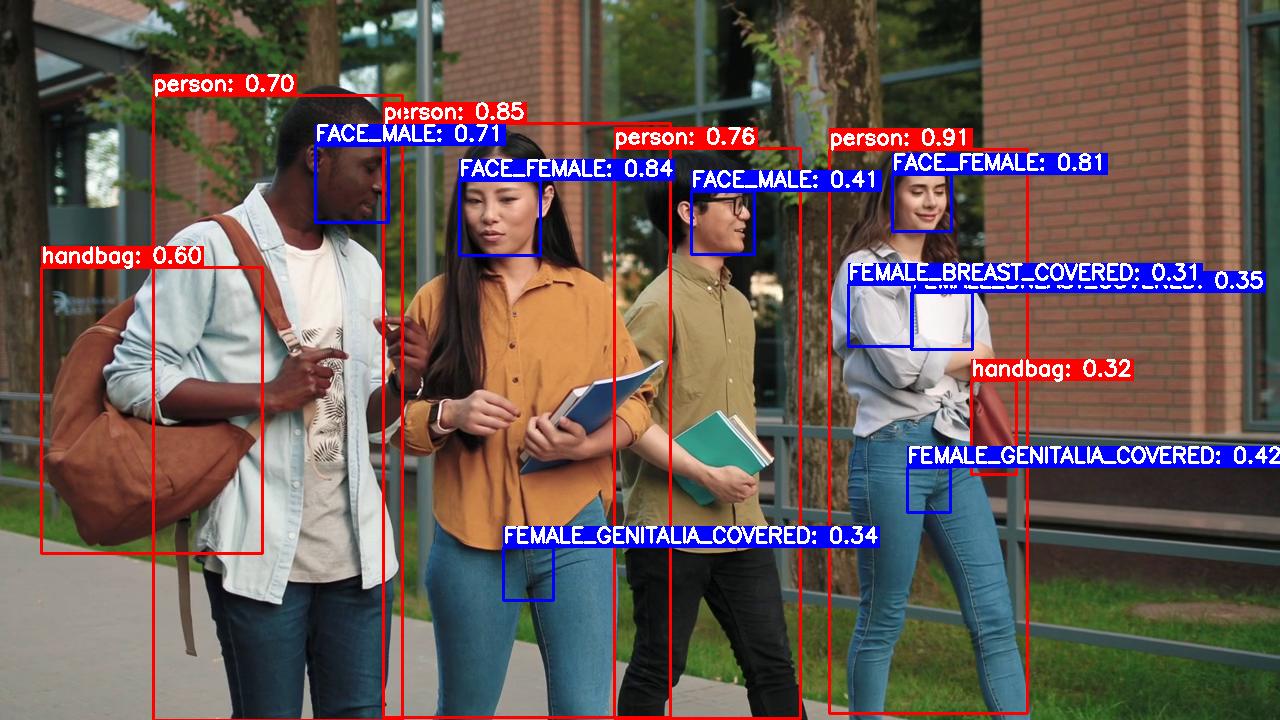 person: 0.70
person: 0.85
FACE_MALE: 0.71
person: 0.76
person: 0.91
FACE_FEMALE: 0.84
FACE_MALE: 0.41
FACE_FEMALE: 0.81
handbag: 0.60
FEMALE_BREAST_COVERED: 0.31
FEMALE_BREAST_COVERED: 0.35
handbag: 0.32
FEMALE_GENITALIA_COVERED: 0.42
FEMALE_GENITALIA_COVERED: 0.34